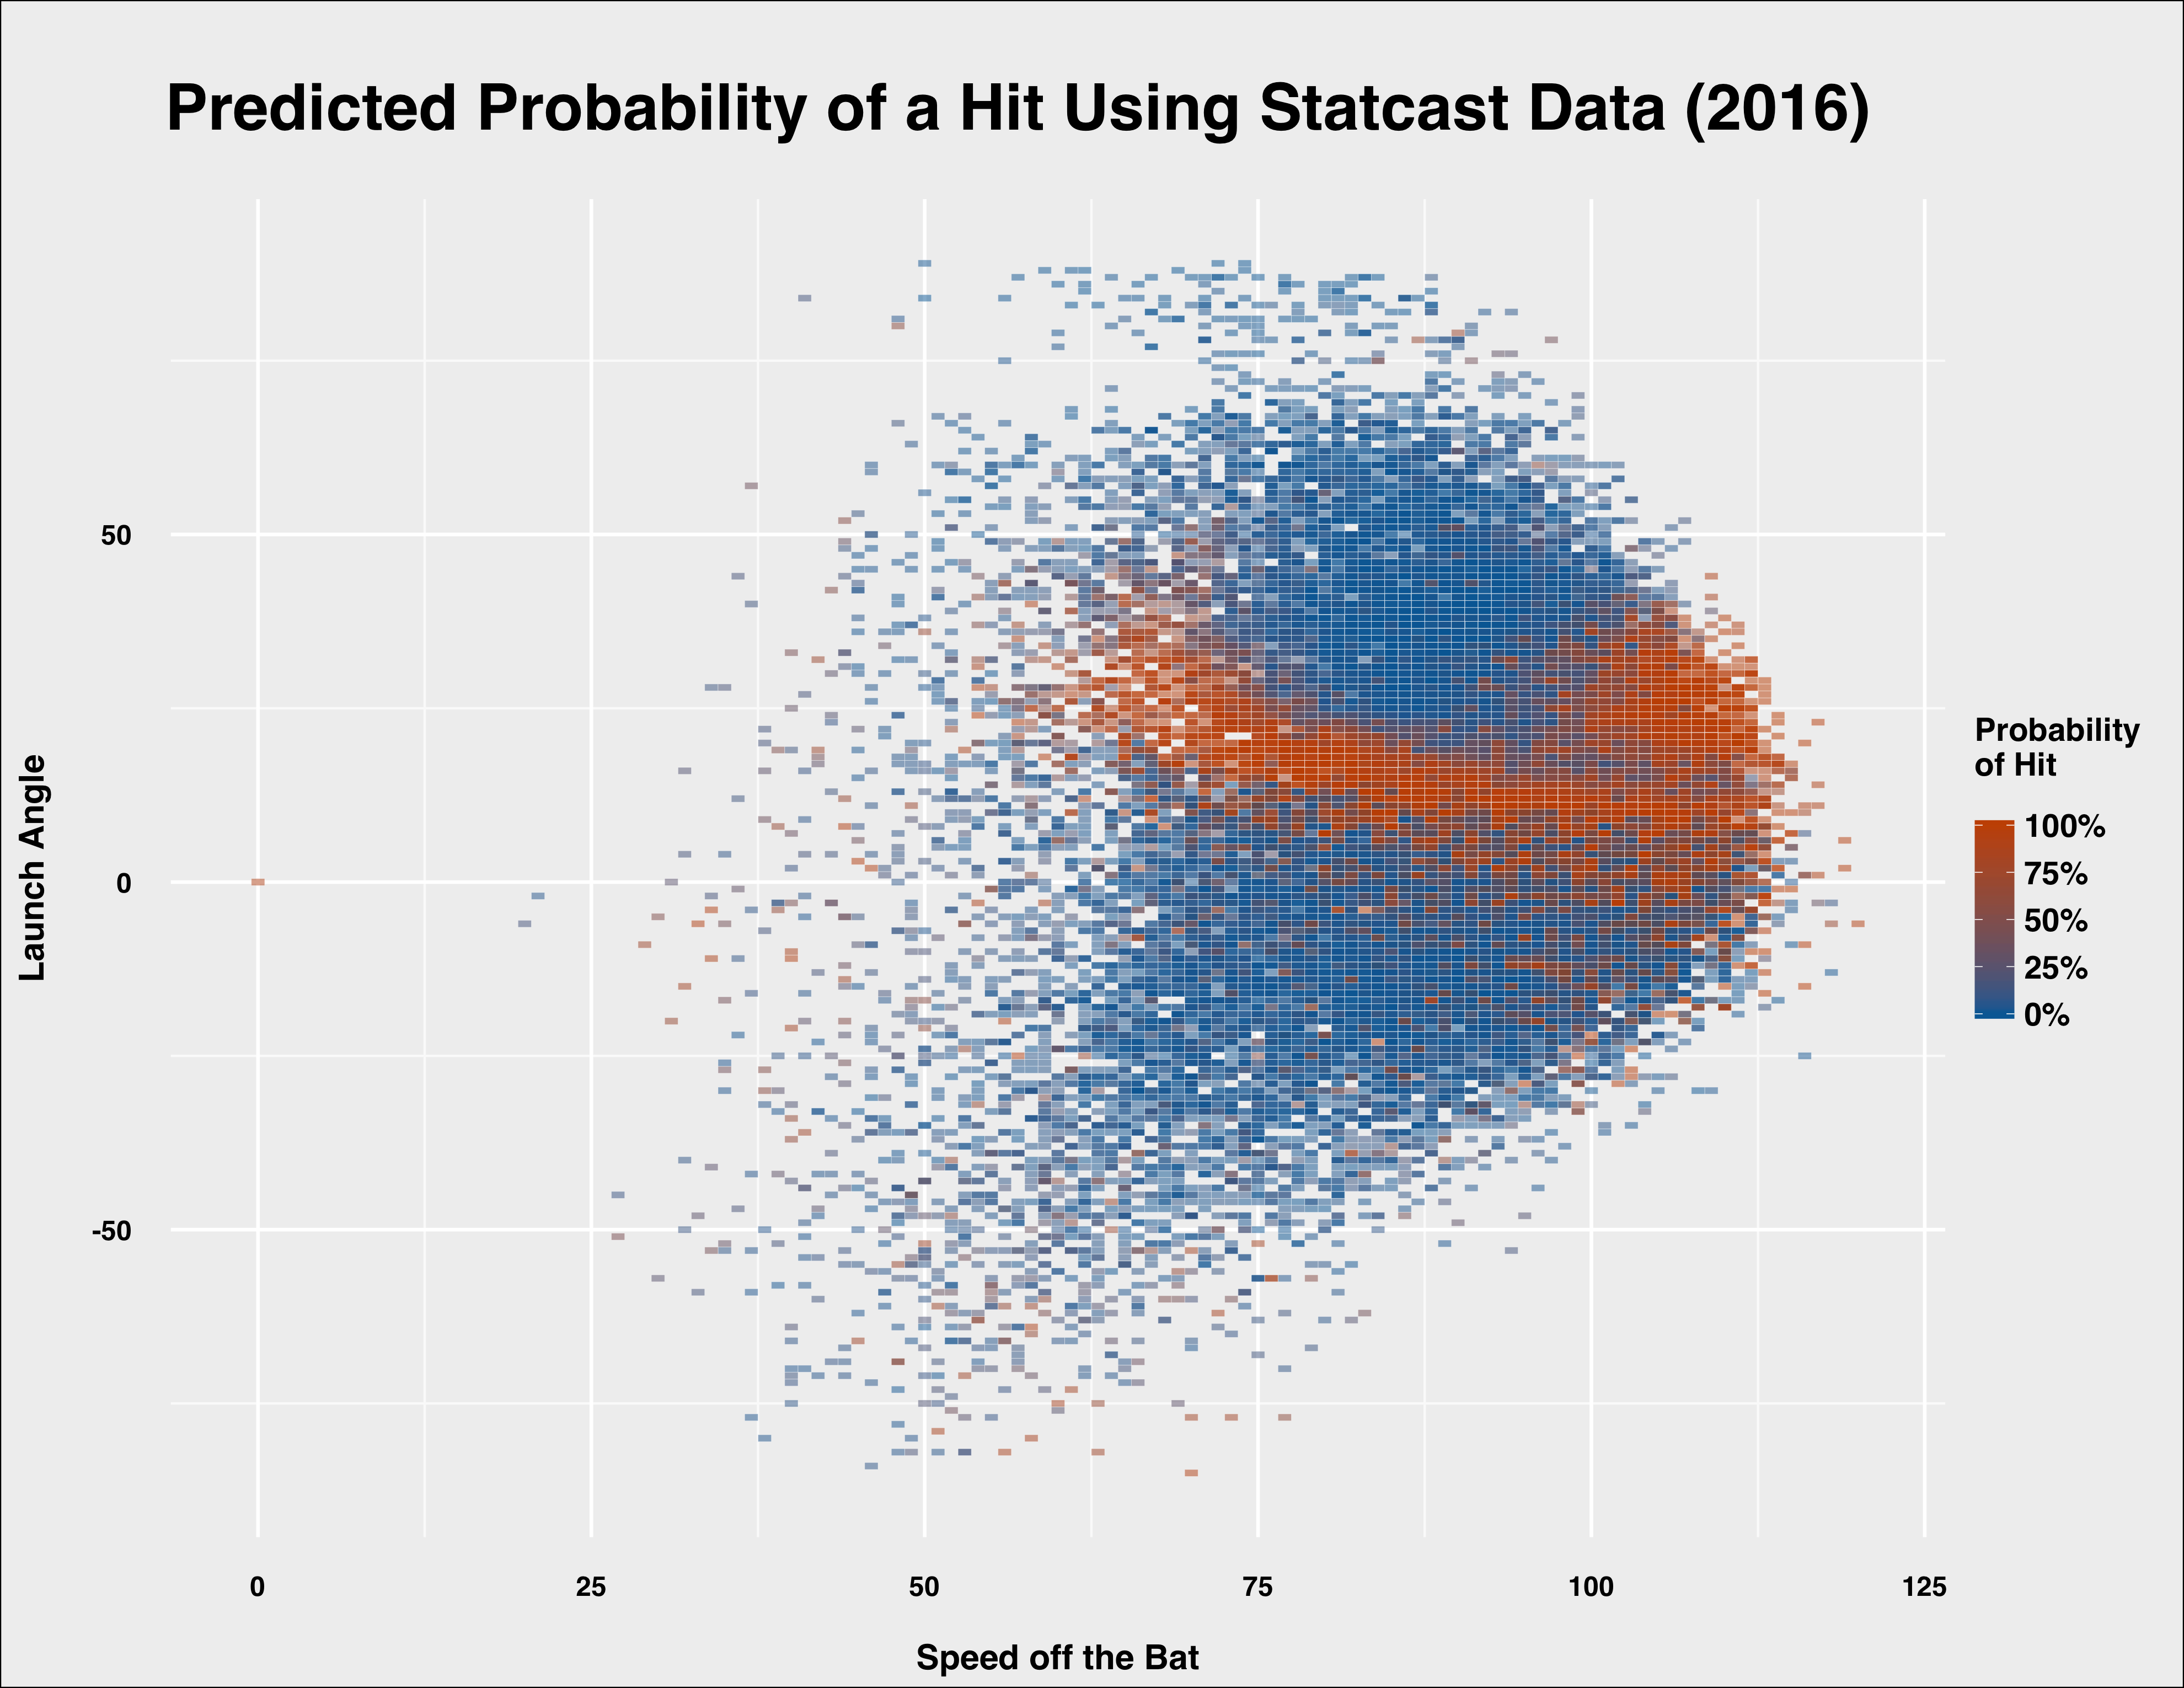 Predicted Probability of a Hit Using Statcast Data (2016)
Launch Angle
50
0
-50
0
25
50
75
100
125
Speed off the Bat
Probability
of Hit
100%
75%
50%
25%
0%